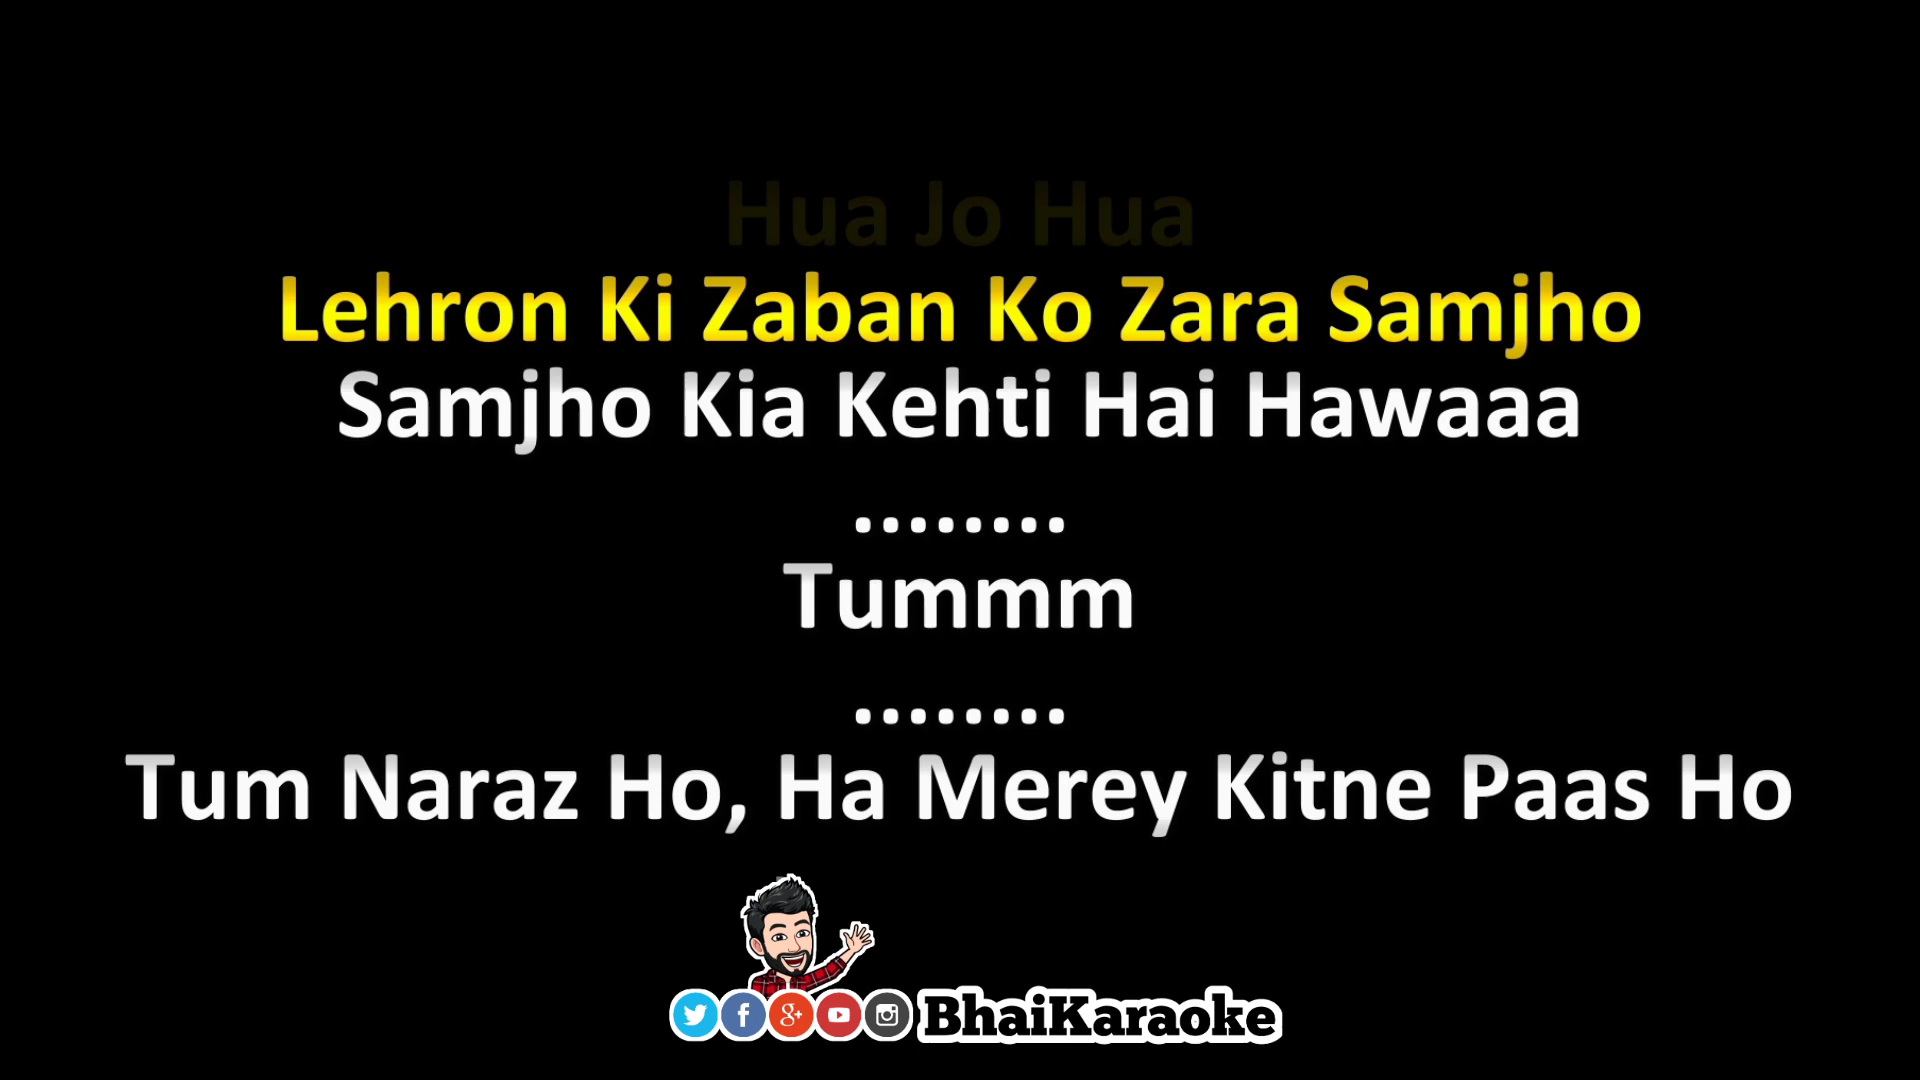 Hua Jo Hua
Lehron Ki Zaban Ko Zara Samjho
Samjho Kia Kehti Hai Hawaaa
........
Tummm
........
Tum Naraz Ho, Ha Merey Kitne Paas Ho
BhaiKaraoke